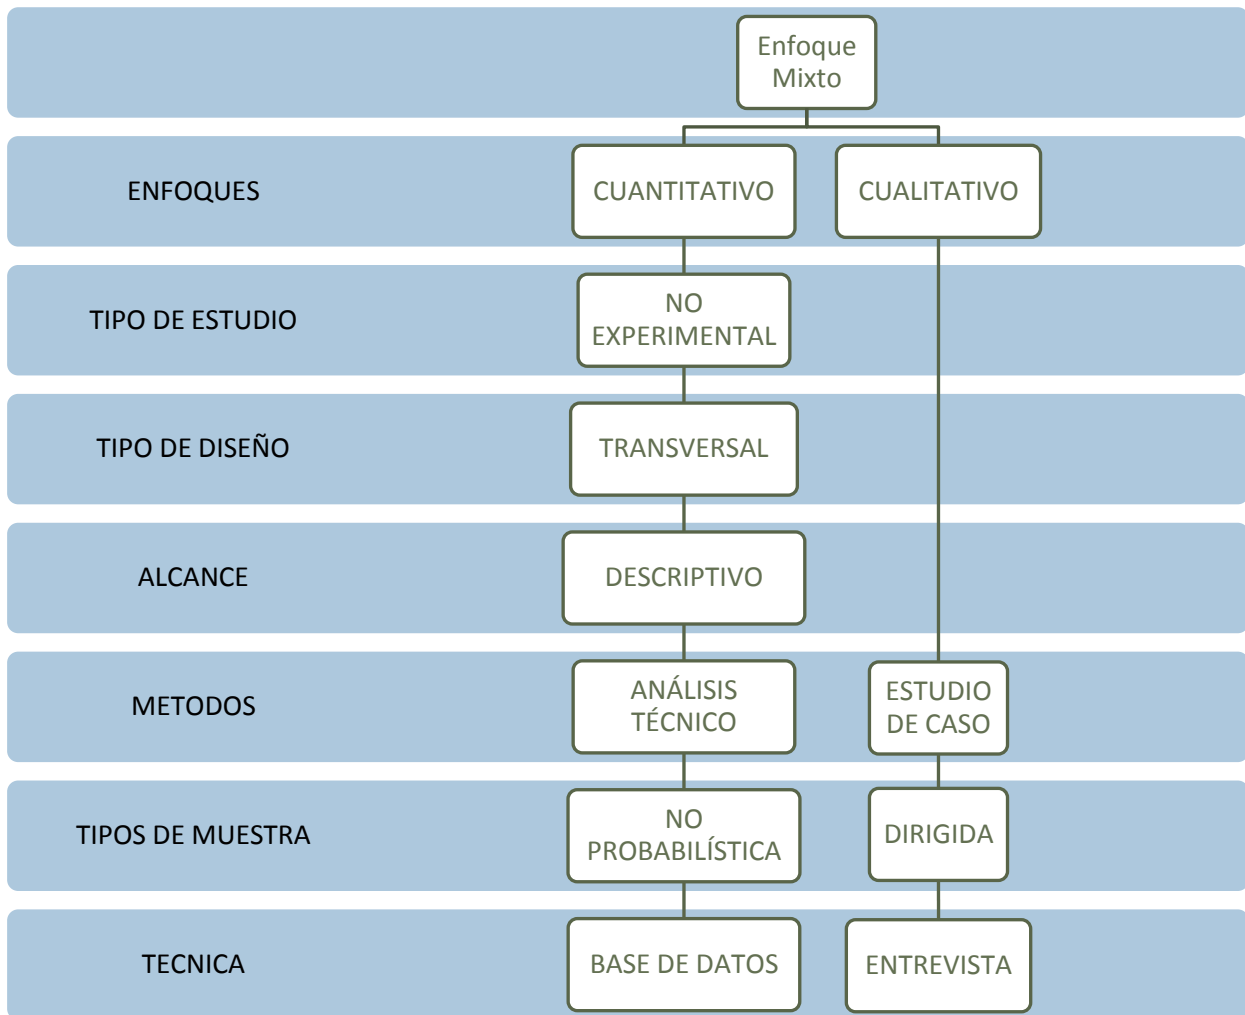 Enfoque
Mixto
ENFOQUES
CUANTITATIVO
CUALITATIVO
TIPO DE ESTUDIO
NO
EXPERIMENTAL
TIPO DE DISEÑO
TRANSVERSAL
ALCANCE
DESCRIPTIVO
METODOS
ANÁLISIS
TÉCNICO
ESTUDIO
DE CASO
TIPOS DE MUESTRA
NO
PROBABILÍSTICA
DIRIGIDA
TECNICA
BASE DE DATOS
ENTREVISTA